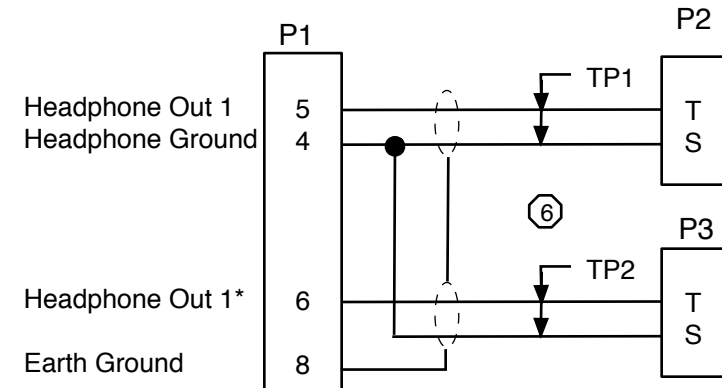 P1
P2
Headphone Out 1
5
TP1
T
Headphone Ground
4
S
6
P3
TP2
Headphone Out 1*
6
T
S
Earth Ground
8